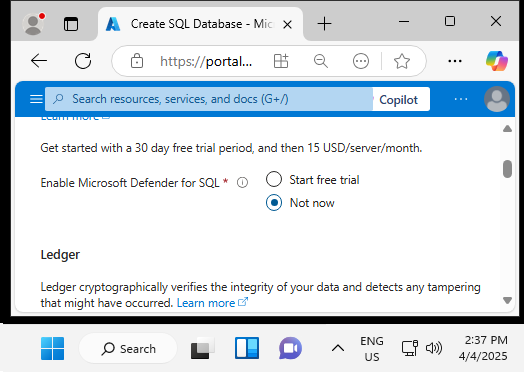 Create SQL Database - Mic
https://portal...
Search resources, services, and docs (G+/)
Copilot
Learn more
Get started with a 30 day free trial period, and then 15 USD/server/month.
Enable Microsoft Defender for SQL *
Start free trial
Not now
Ledger
Ledger cryptographically verifies the integrity of your data and detects any tampering
that might have occurred. Learn more
Search
ENG
US
2:37 PM
4/4/2025